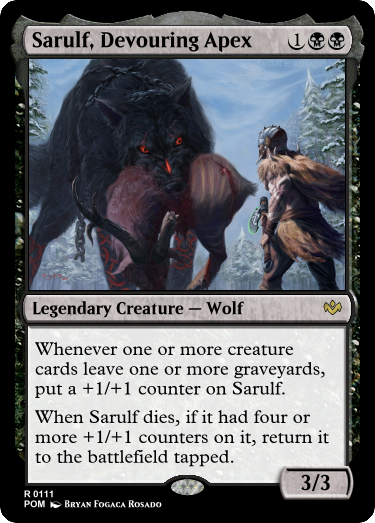 Sarulf, Devouring Apex 1
Legendary Creature — Wolf
Whenever one or more creature
cards leave one or more graveyards,
put a +1/+1 counter on Sarulf.
When Sarulf dies, if it had four or
more +1/+1 counters on it, return it
to the battlefield tapped.
3/3
R 0111
POM Bryan Fogaca Rosado